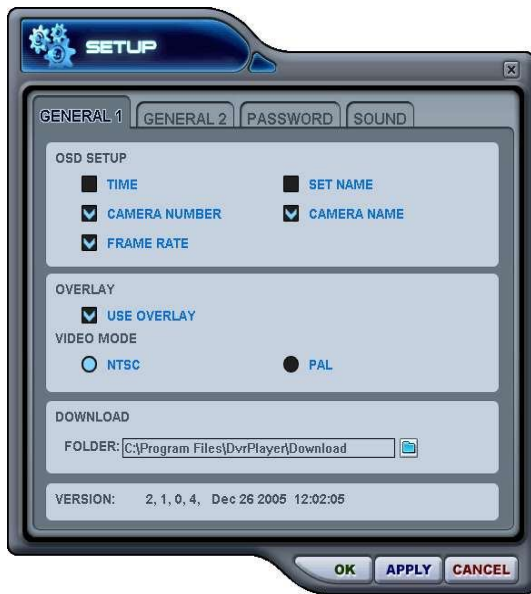 SETUP
GENERAL 1 GENERAL 2 PASSWORD SOUND
OSD SETUP
TIME SET NAME
CAMERA NUMBER CAMERA NAME
FRAME RATE
OVERLAY
USE OVERLAY
VIDEO MODE
NTSC PAL
DOWNLOAD
FOLDER: C:\Program Files\DvrPlayer\Download
VERSION: 2, 1, 0, 4, Dec 26 2005 12:02:05
OK APPLY CANCEL